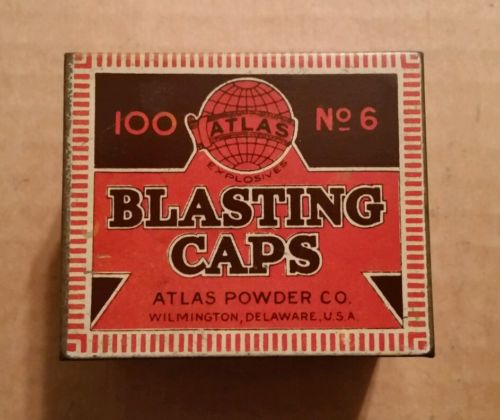 100
ATLAS
Nº 6
EXPLOSIVES
BLASTING
CAPS
ATLAS POWDER CO.
WILMINGTON, DELAWARE, U.S.A.